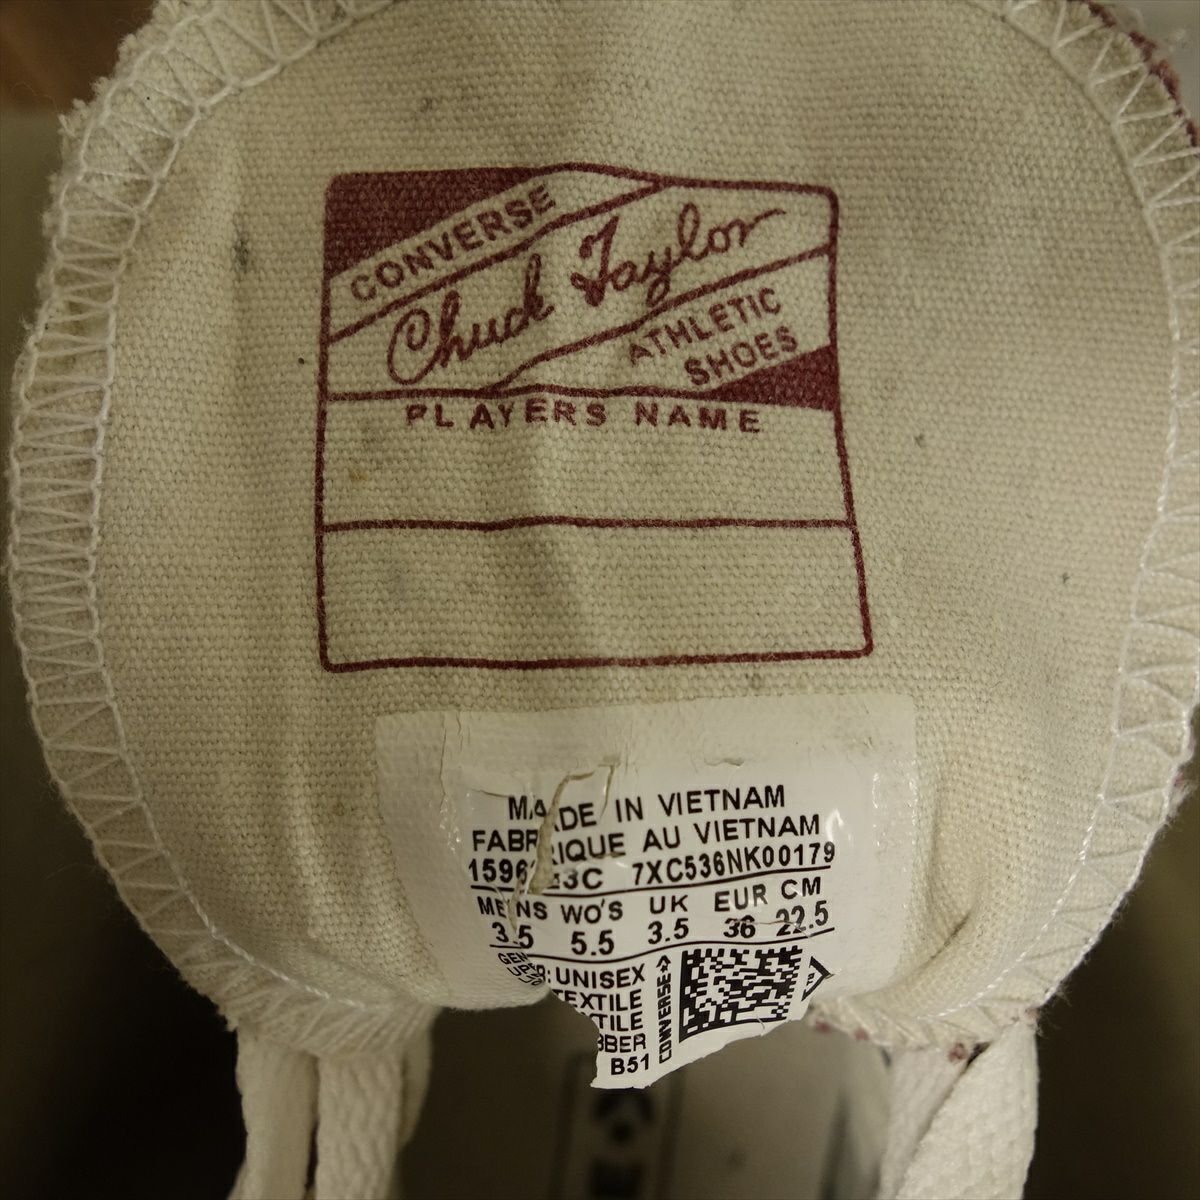 CONVERSE
Chuck Taylor
ATHLETIC
SHOES
PLAYERS NAME
MADE IN VIETNAM
FABRIQUE AU VIETNAM
7XC536NK00179
MENS WO'S UK EUR CM
3.5 5.5 3.5 36 22.5
UNISEX
TEXTILE
B51
CONVERSE